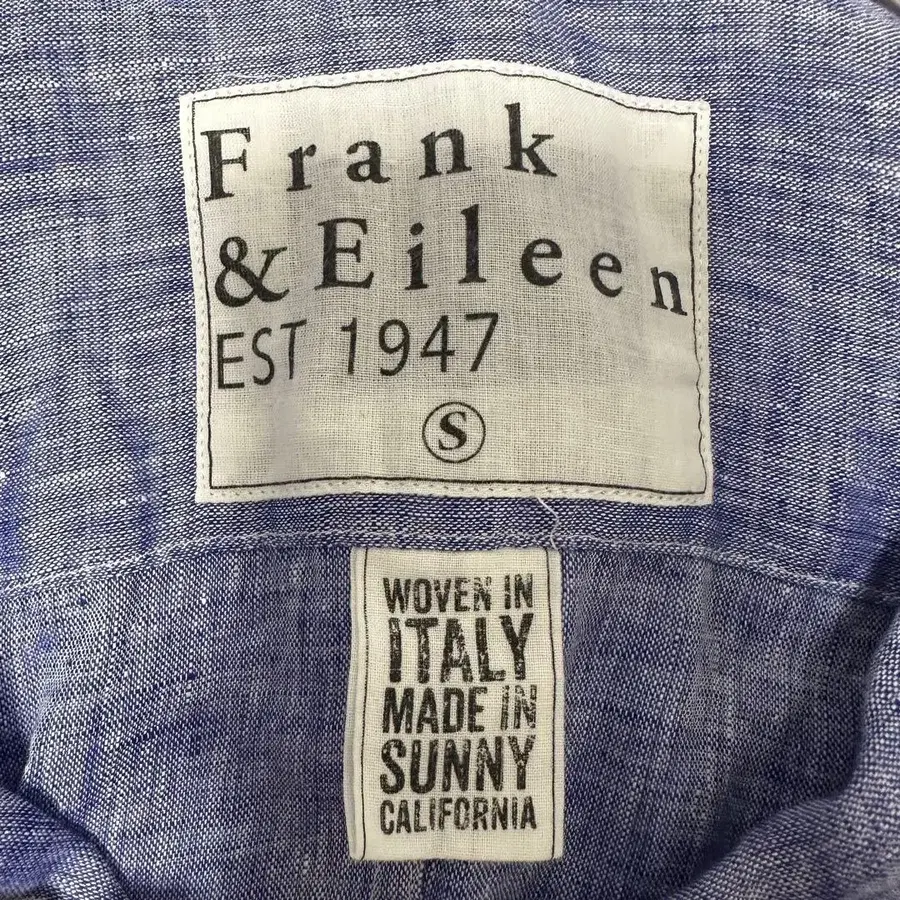 Frank
& Eileen
EST 1947
S
WOVEN IN
ITALY
MADE IN
SUNNY
CALIFORNIA